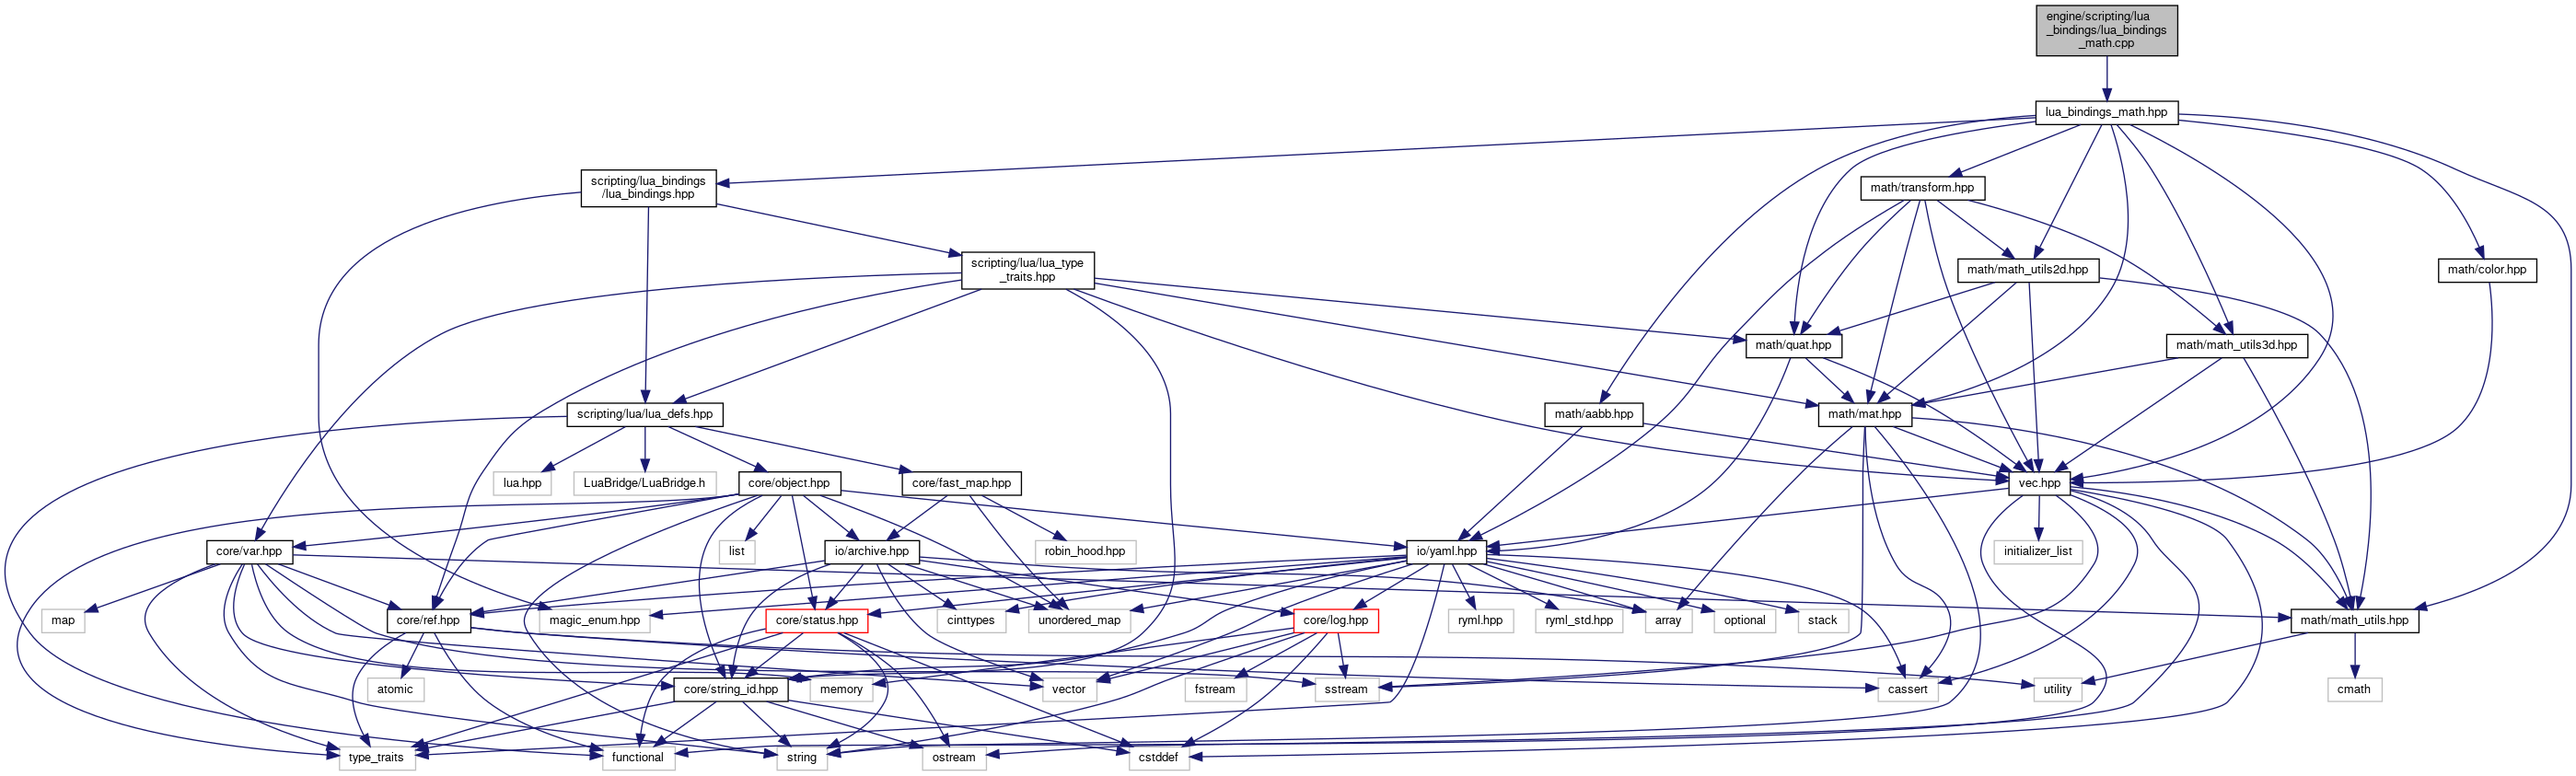 engine/scripting/lua
_bindings/lua_bindings
_math.cpp
lua_bindings_math.hpp
scripting/lua_bindings
/lua_bindings.hpp
math/transform.hpp
scripting/lua/lua_type
_traits.hpp
math/math_utils2d.hpp
math/color.hpp
math/quat.hpp
math/math_utils3d.hpp
scripting/lua/lua_defs.hpp
math/aabb.hpp
math/mat.hpp
lua.hpp
LuaBridge/LuaBridge.h
core/object.hpp
core/fast_map.hpp
vec.hpp
core/var.hpp
list
io/archive.hpp
robin_hood.hpp
io/yaml.hpp
initializer_list
map
core/ref.hpp
magic_enum.hpp
core/status.hpp
cinttypes
unordered_map
core/log.hpp
ryml.hpp
ryml_std.hpp
array
optional
stack
math/math_utils.hpp
atomic
core/string_id.hpp
memory
vector
fstream
sstream
cassert
utility
cmath
type_traits
functional
string
ostream
cstddef